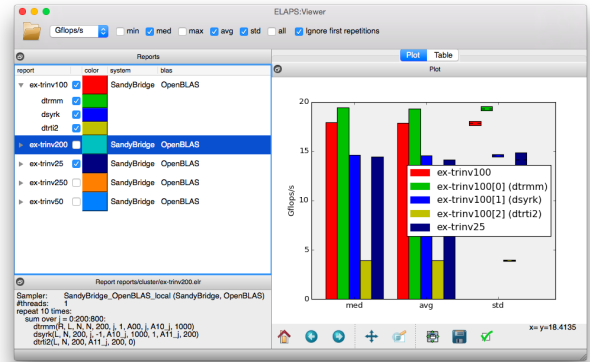 ELAPS:Viewer
Gflops/s min med max avg std all Ignore first repetitions
Reports
report color system blas
ex-trinv100 SandyBridge OpenBLAS
dtrmm
dsyrk
dtrti2
ex-trinv200 SandyBridge OpenBLAS
ex-trinv25 SandyBridge OpenBLAS
ex-trinv250 SandyBridge OpenBLAS
ex-trinv50 SandyBridge OpenBLAS
Report reports/cluster/ex-trinv200.elr
Sampler: SandyBridge_OpenBLAS_local (SandyBridge, OpenBLAS)
#threads: 1
repeat 10 times:
sum over j = 0:200:800:
dtrmm(R, L, N, N, 200, j, 1, A00, j, A10_j, 1000)
dsyrk(L, N, 200, j, -1, A10_j, 1000, 1, A11_j, 200)
dtrti2(L, N, 200, A11_j, 200, 0)
Plot Table
Plot
Gflops/s
20
15
10
5
0
ex-trinv100
ex-trinv100[0] (dtrmm)
ex-trinv100[1] (dsyrk)
ex-trinv100[2] (dtrti2)
ex-trinv25
med avg std
x= y=18.4135